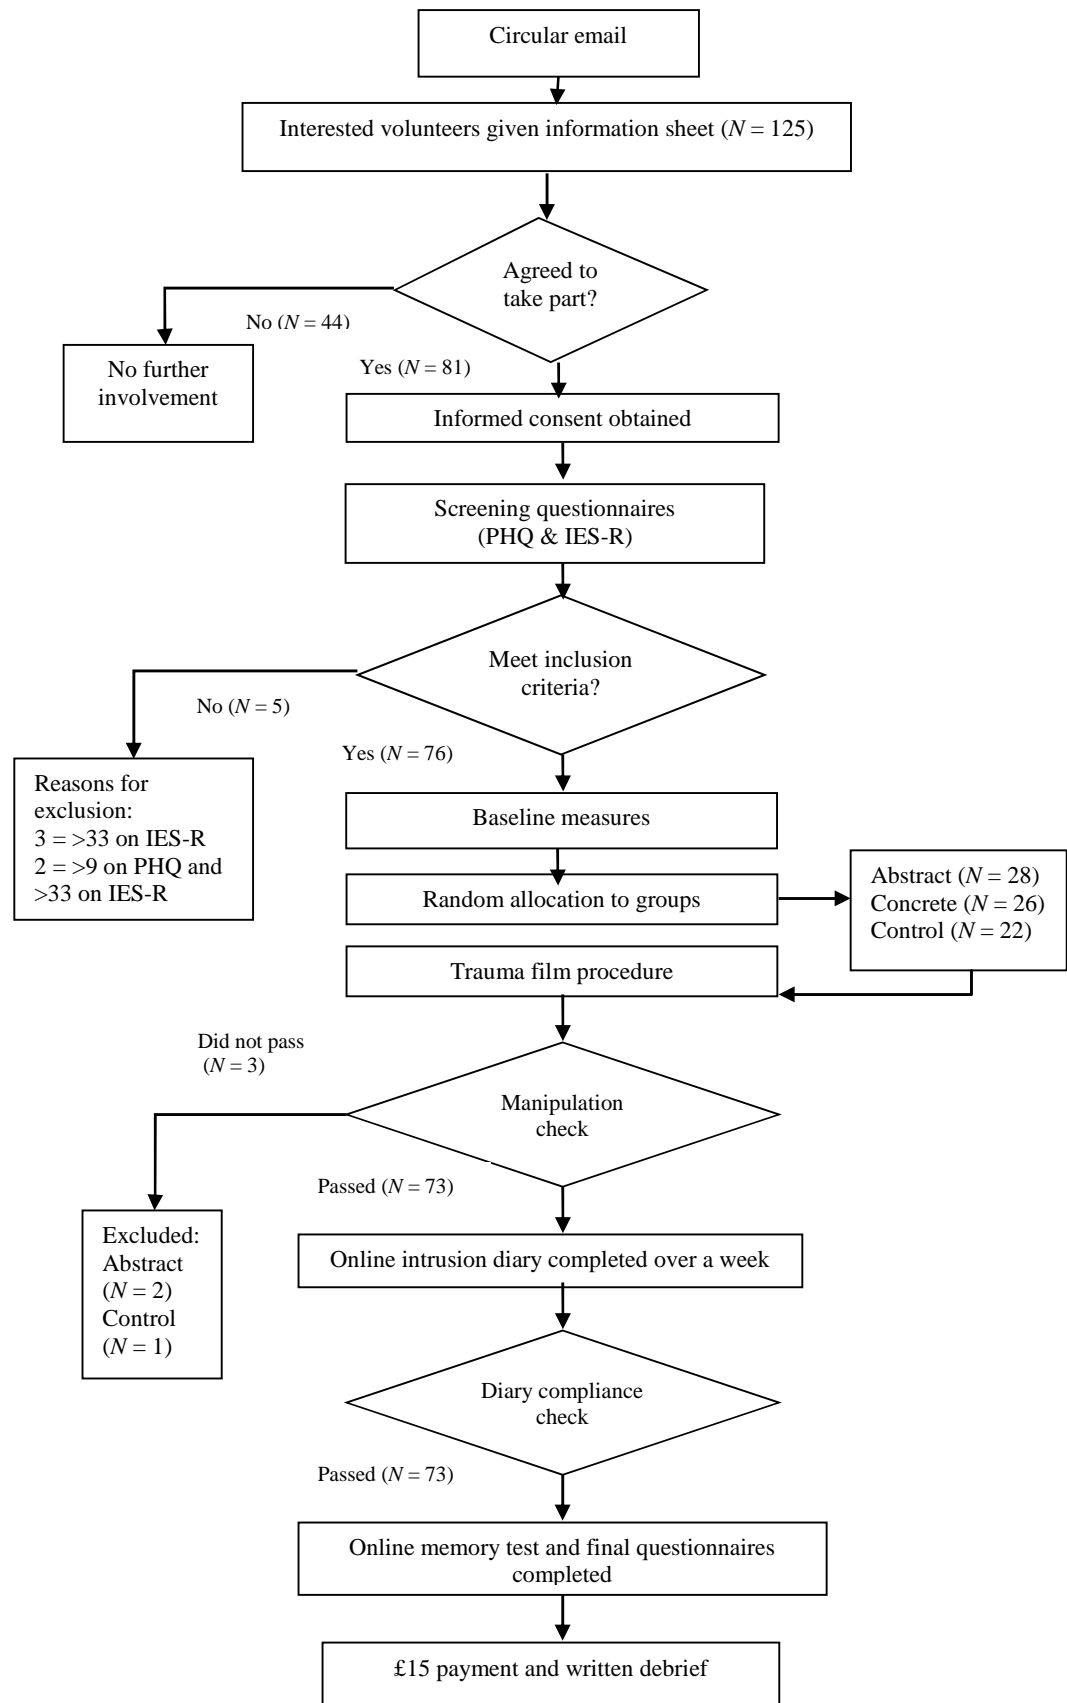 Circular email
Interested volunteers given information sheet (N = 125)
Agreed to
take part?
No (N = 44)
No further
involvement
Yes (N = 81)
Informed consent obtained
Screening questionnaires
(PHQ & IES-R)
Meet inclusion
criteria?
No (N = 5)
Yes (N = 76)
Reasons for
exclusion:
3 = >33 on IES-R
2 = >9 on PHQ and
>33 on IES-R
Baseline measures
Random allocation to groups
Abstract (N = 28)
Concrete (N = 26)
Control (N = 22)
Trauma film procedure
Did not pass
(N = 3)
Manipulation
check
Passed (N = 73)
Excluded:
Abstract
(N = 2)
Control
(N = 1)
Online intrusion diary completed over a week
Diary compliance
check
Passed (N = 73)
Online memory test and final questionnaires
completed
£15 payment and written debrief